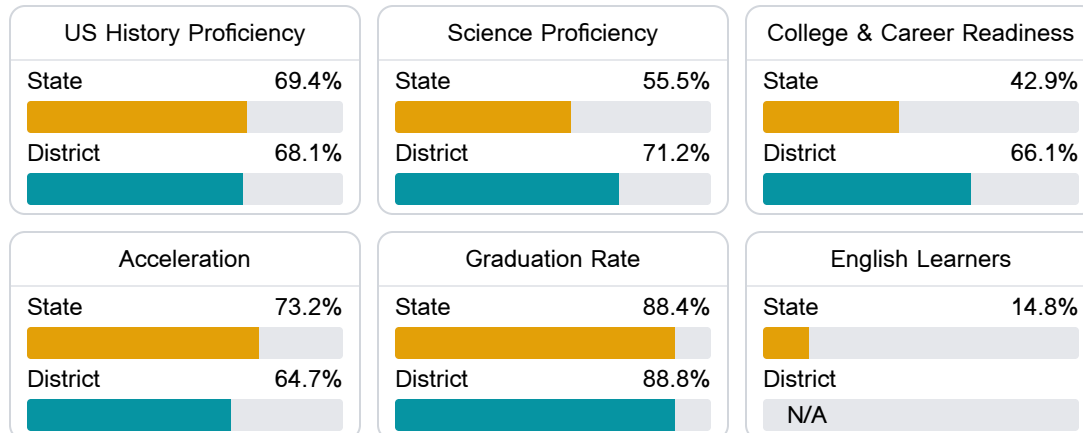 US History Proficiency
State 69.4%
District 68.1%
Science Proficiency
State 55.5%
District 71.2%
College & Career Readiness
State 42.9%
District 66.1%
Acceleration
State 73.2%
District 64.7%
Graduation Rate
State 88.4%
District 88.8%
English Learners
State 14.8%
District
N/A